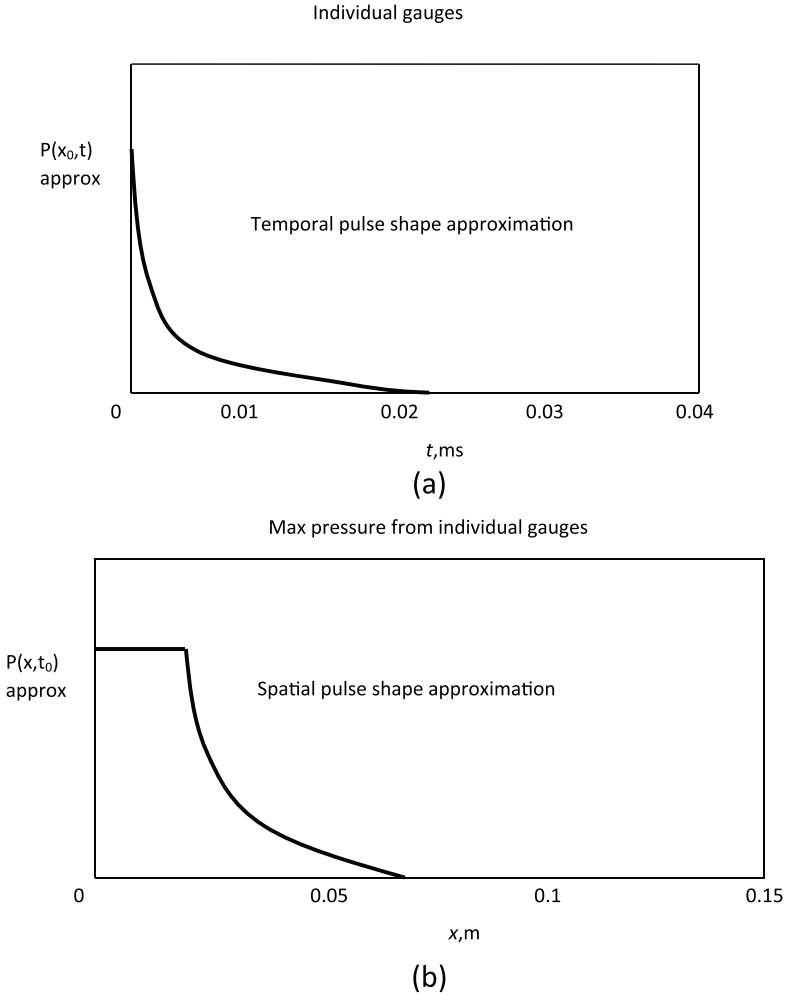 Individual gauges
P(x₀,t)
approx
Temporal pulse shape approximation
0 0.01 0.02 0.03 0.04
t,ms
(a)
Max pressure from individual gauges
P(x,t₀)
approx
Spatial pulse shape approximation
0 0.05 0.1 0.15
x,m
(b)